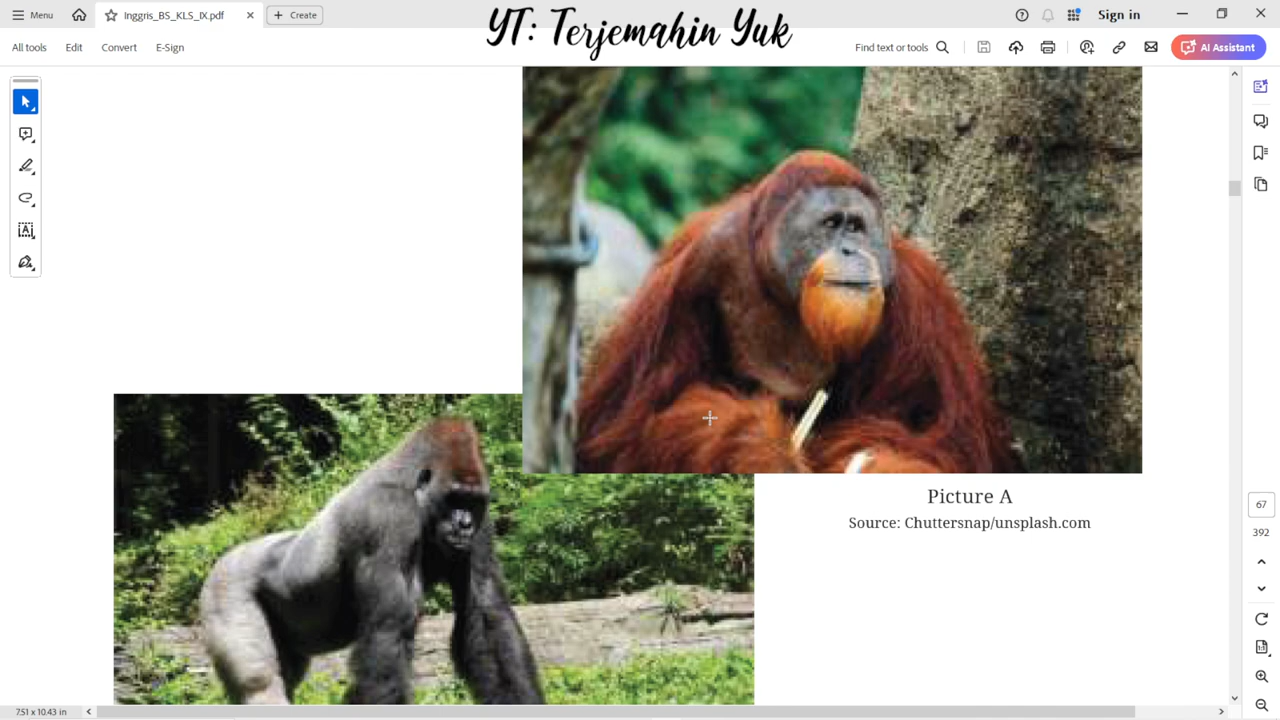 Menu
Inggris_BS_KLS_IX.pdf
Create
YT: Terjemahin Yuk
Sign in
All tools
Edit
Convert
E-Sign
Find text or tools
AI Assistant
Picture A
Source: Chuttersnap/unsplash.com
67
392
7.51 x 10.43 in